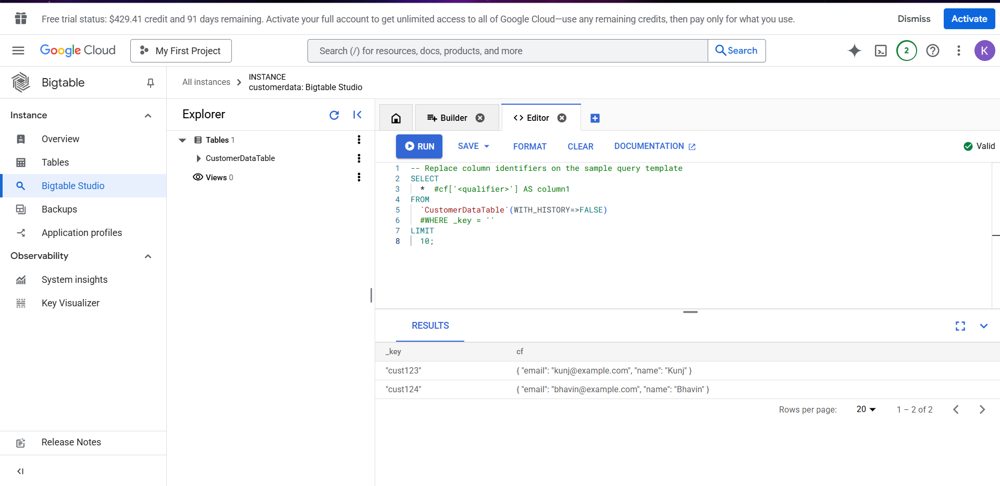 Free trial status: $429.41 credit and 91 days remaining. Activate your full account to get unlimited access to all of Google Cloud—use any remaining credits, then pay only for what you use.
Dismiss
Activate
Google Cloud
My First Project
Search (/) for resources, docs, products, and more
Search
2
K
Bigtable
All instances
INSTANCE
customerdata: Bigtable Studio
Instance
Overview
Tables
Bigtable Studio
Backups
Application profiles
Observability
System insights
Key Visualizer
Release Notes
Explorer
Tables 1
CustomerDataTable
Views 0
Builder
Editor
RUN
SAVE
FORMAT
CLEAR
DOCUMENTATION
Valid
1 -- Replace column identifiers on the sample query template
2 SELECT
3 * #cf['<qualifier>'] AS column1
4 FROM
5 `CustomerDataTable`(WITH_HISTORY=>FALSE)
6 #WHERE _key = ''
7 LIMIT
8 10;
RESULTS
_key cf
"cust123" { "email": "kunj@example.com", "name": "Kunj" }
"cust124" { "email": "bhavin@example.com", "name": "Bhavin" }
Rows per page: 20 1 – 2 of 2